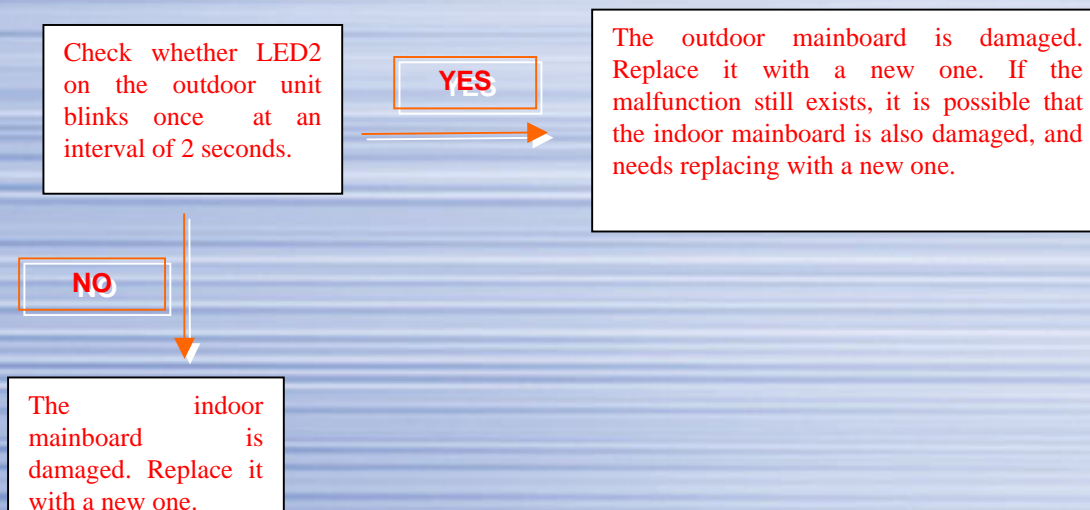 Check whether LED2
on the outdoor unit
blinks once at an
interval of 2 seconds.
YES
The outdoor mainboard is damaged.
Replace it with a new one. If the
malfunction still exists, it is possible that
the indoor mainboard is also damaged, and
needs replacing with a new one.
NO
The indoor
mainboard is
damaged. Replace it
with a new one.